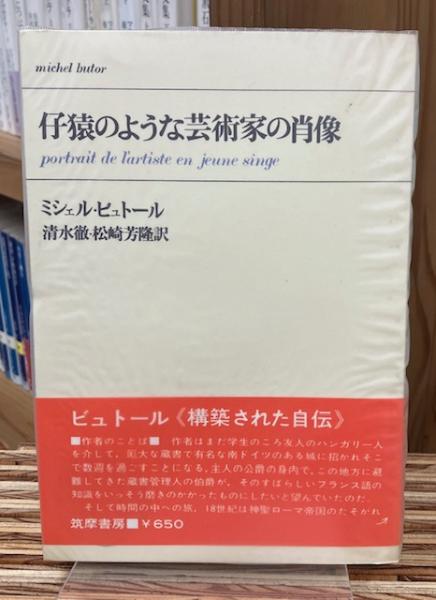 michel butor
仔猿のような芸術家の肖像
portrait de l'artiste en jeune singe
ミシェル・ビュトール
清水徹・松崎芳隆訳
ビュトール《構築された自伝》
■作者のことば■ 作者はまだ学生のころ友人のハンガリー人
を介して、厖大な蔵書で有名な南ドイツのある城に招かれそこ
で数週を過ごすことになる。主人の公爵の身内で、この地方に避
難してきた蔵書管理人の伯爵が、そのすばらしいフランス語の
知識をいっそう磨きのかかったものにしたいと望んでいたのだ。
そして時間の中への旅。18世紀は神聖ローマ帝国のたそがれ
筑摩書房■¥650